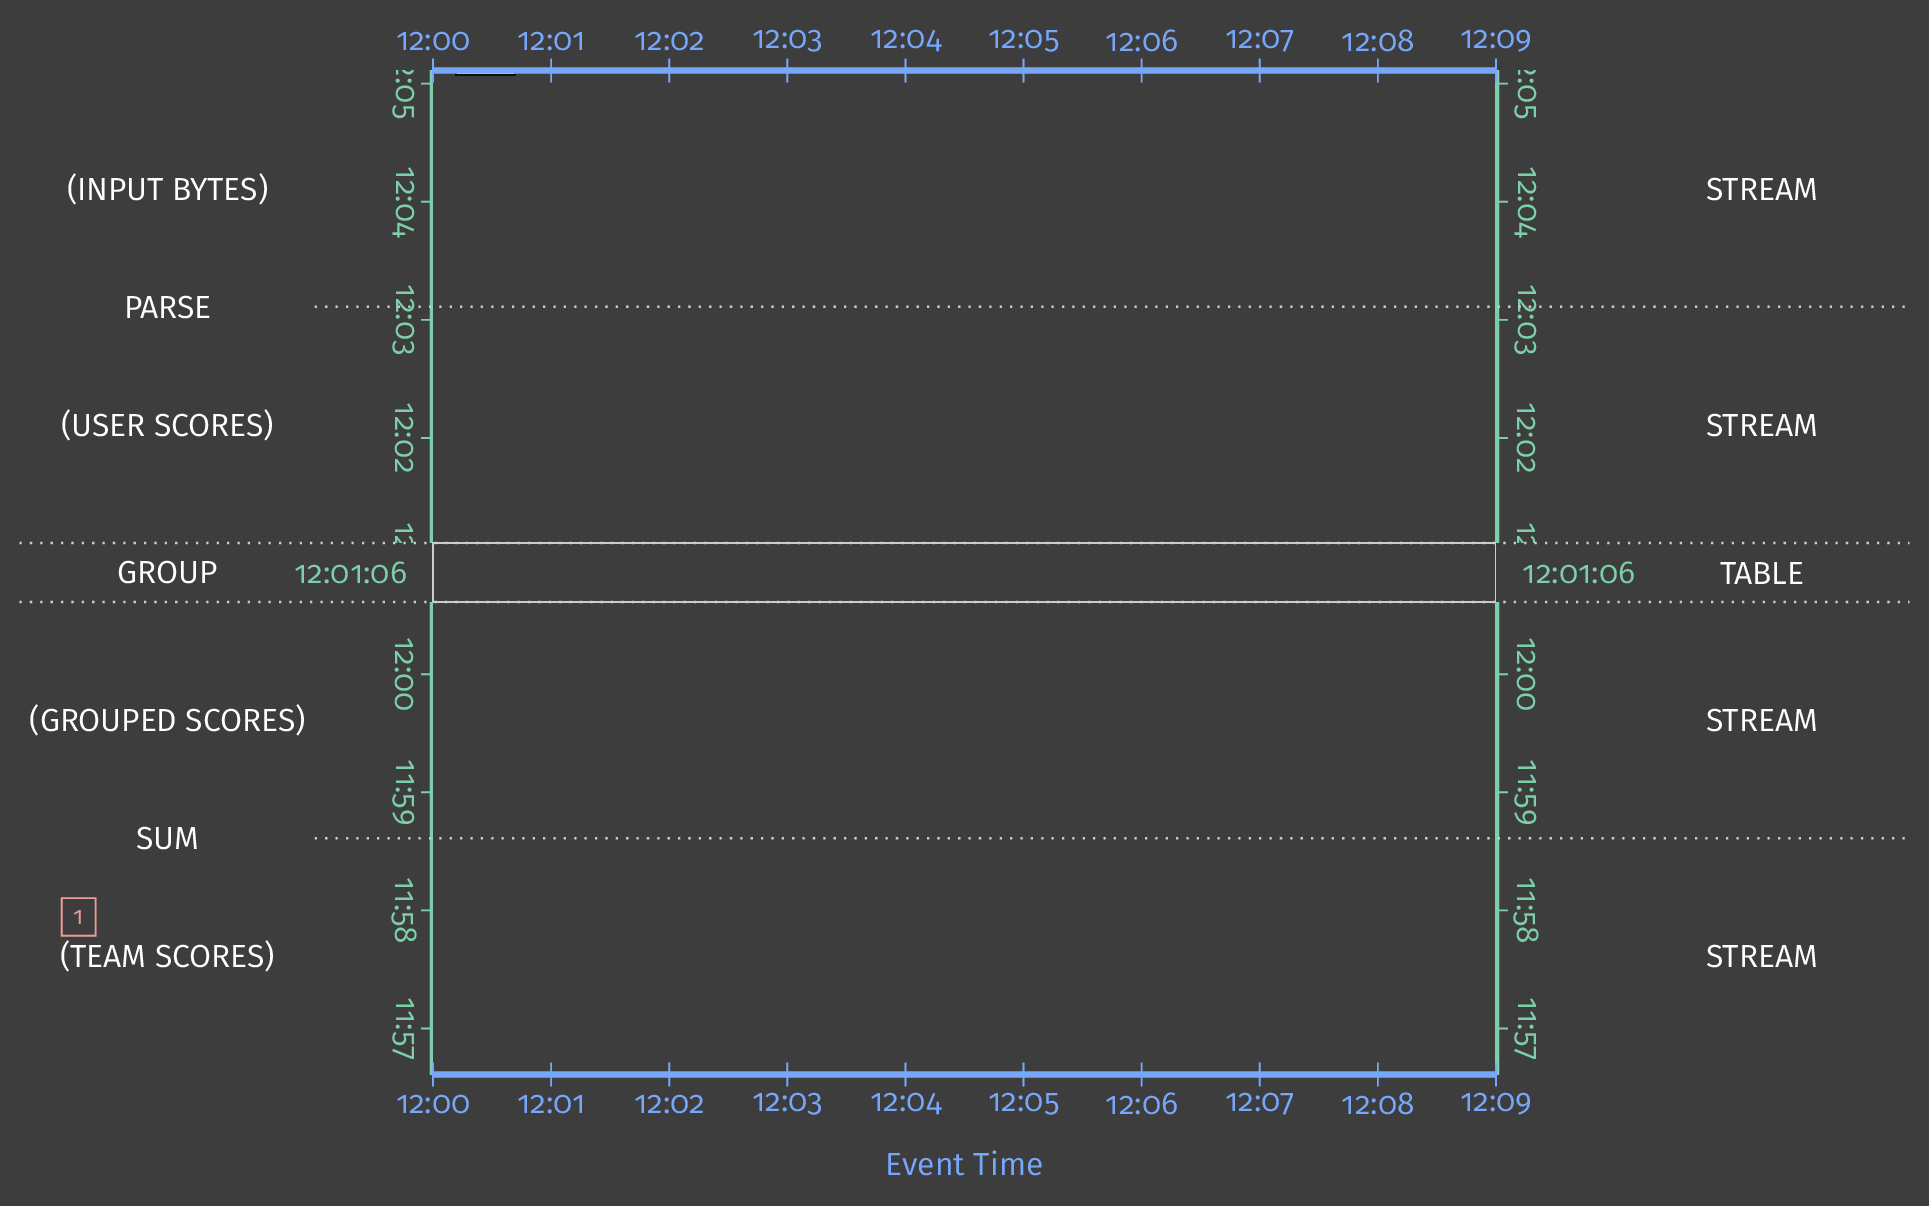 12:00 12:01 12:02 12:03 12:04 12:05 12:06 12:07 12:08 12:09
:05 :05
(INPUT BYTES) 12:04 12:04 STREAM
PARSE 12:03 12:03
(USER SCORES) 12:02 12:02 STREAM
12 12
GROUP 12:01:06 12:01:06 TABLE
12:00 12:00
(GROUPED SCORES) STREAM
11:59 11:59
SUM
1 11:58 11:58
(TEAM SCORES) STREAM
11:57 11:57
12:00 12:01 12:02 12:03 12:04 12:05 12:06 12:07 12:08 12:09
Event Time